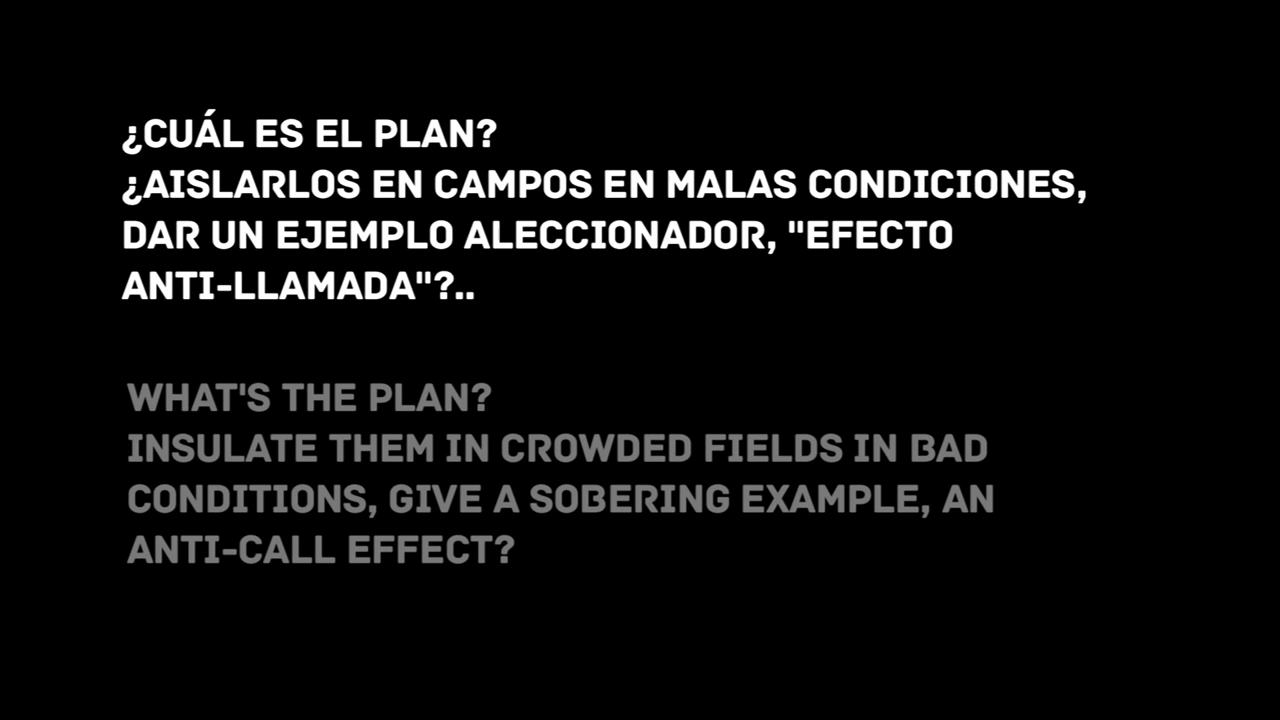 ¿CUÁL ES EL PLAN?
¿AISLARLOS EN CAMPOS EN MALAS CONDICIONES,
DAR UN EJEMPLO ALECCIONADOR, "EFECTO
ANTI-LLAMADA"?..
WHAT'S THE PLAN?
INSULATE THEM IN CROWDED FIELDS IN BAD
CONDITIONS, GIVE A SOBERING EXAMPLE, AN
ANTI-CALL EFFECT?